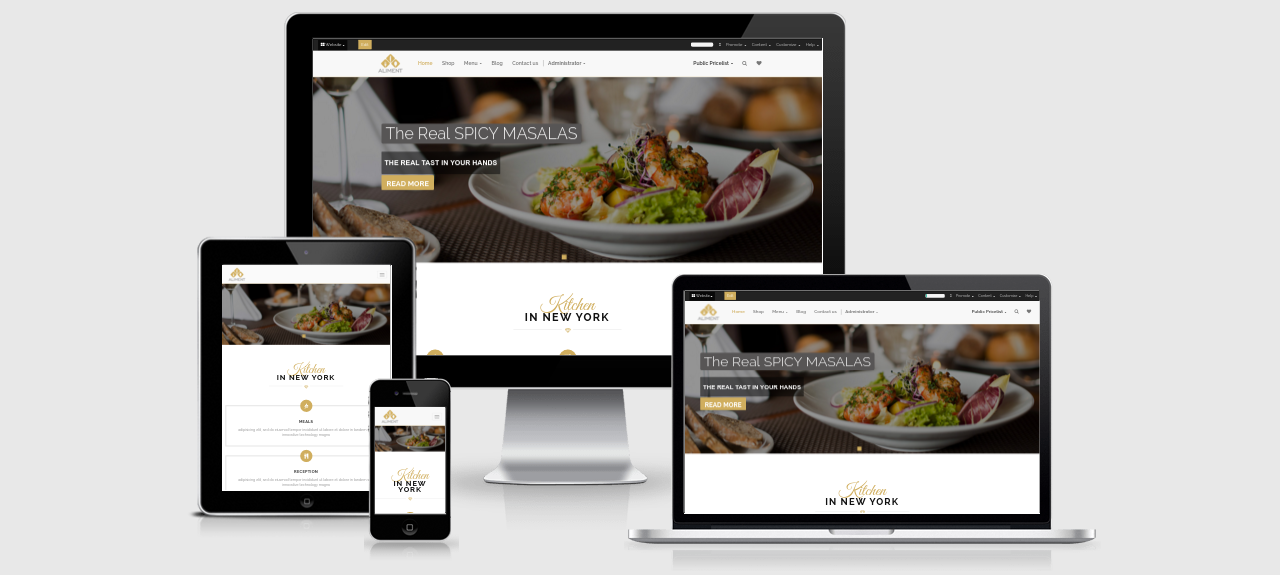 Website
Edit
Promote
Content
Customize
Help
ALIMENT
Home
Shop
Menu
Blog
Contact us
Administrator
Public Pricelist
The Real SPICY MASALAS
THE REAL TAST IN YOUR HANDS
READ MORE
Kitchen
IN NEW YORK
ALIMENT
Kitchen
IN NEW YORK
MEALS
RECEPTION
ALIMENT
Kitchen
IN NEW
YORK
Website
Edit
Promote
Content
Customize
Help
ALIMENT
Home
Shop
Menu
Blog
Contact us
Administrator
Public Pricelist
The Real SPICY MASALAS
THE REAL TAST IN YOUR HANDS
READ MORE
Kitchen
IN NEW YORK